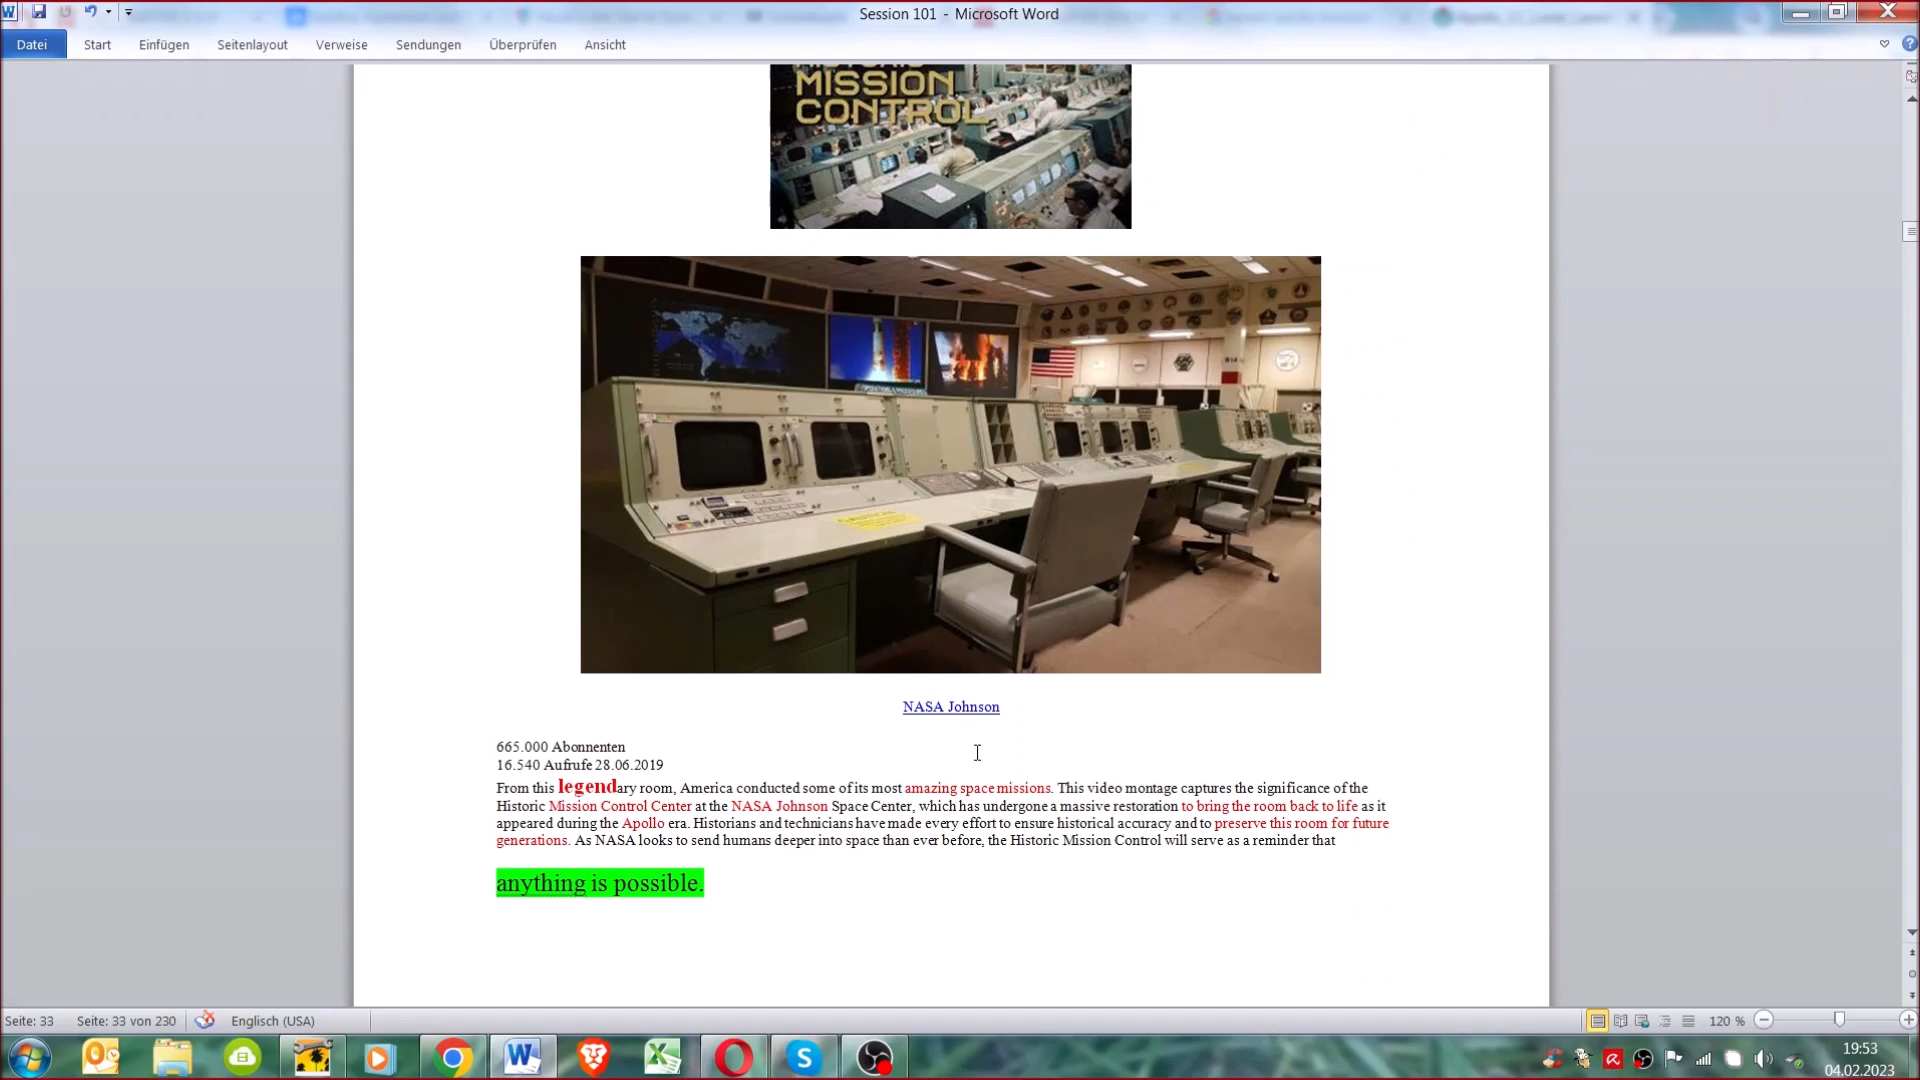 Session 101 - Microsoft Word
Datei Start Einfügen Seitenlayout Verweise Sendungen Überprüfen Ansicht
MISSION
CONTROL
NASA Johnson
665.000 Abonnenten
16.540 Aufrufe 28.06.2019
From this legendary room, America conducted some of its most amazing space missions. This video montage captures the significance of the
Historic Mission Control Center at the NASA Johnson Space Center, which has undergone a massive restoration to bring the room back to life as it
appeared during the Apollo era. Historians and technicians have made every effort to ensure historical accuracy and to preserve this room for future
generations. As NASA looks to send humans deeper into space than ever before, the Historic Mission Control will serve as a reminder that
anything is possible.
Seite: 33 Seite: 33 von 230 Englisch (USA) 120 %
19:53
04.02.2023